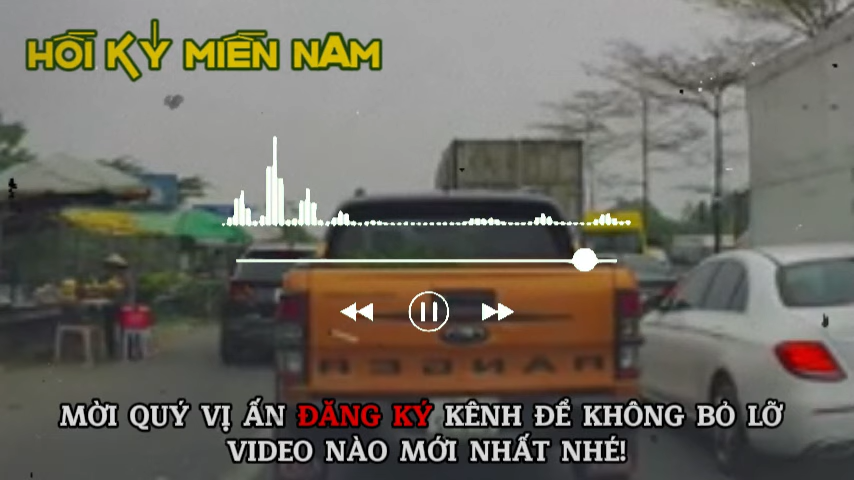 HỒI KÝ MIỀN NAM
RANGER
MỜI QUÝ VỊ ẤN ĐĂNG KÝ KÊNH ĐỂ KHÔNG BỎ LỠ
VIDEO NÀO MỚI NHẤT NHÉ!